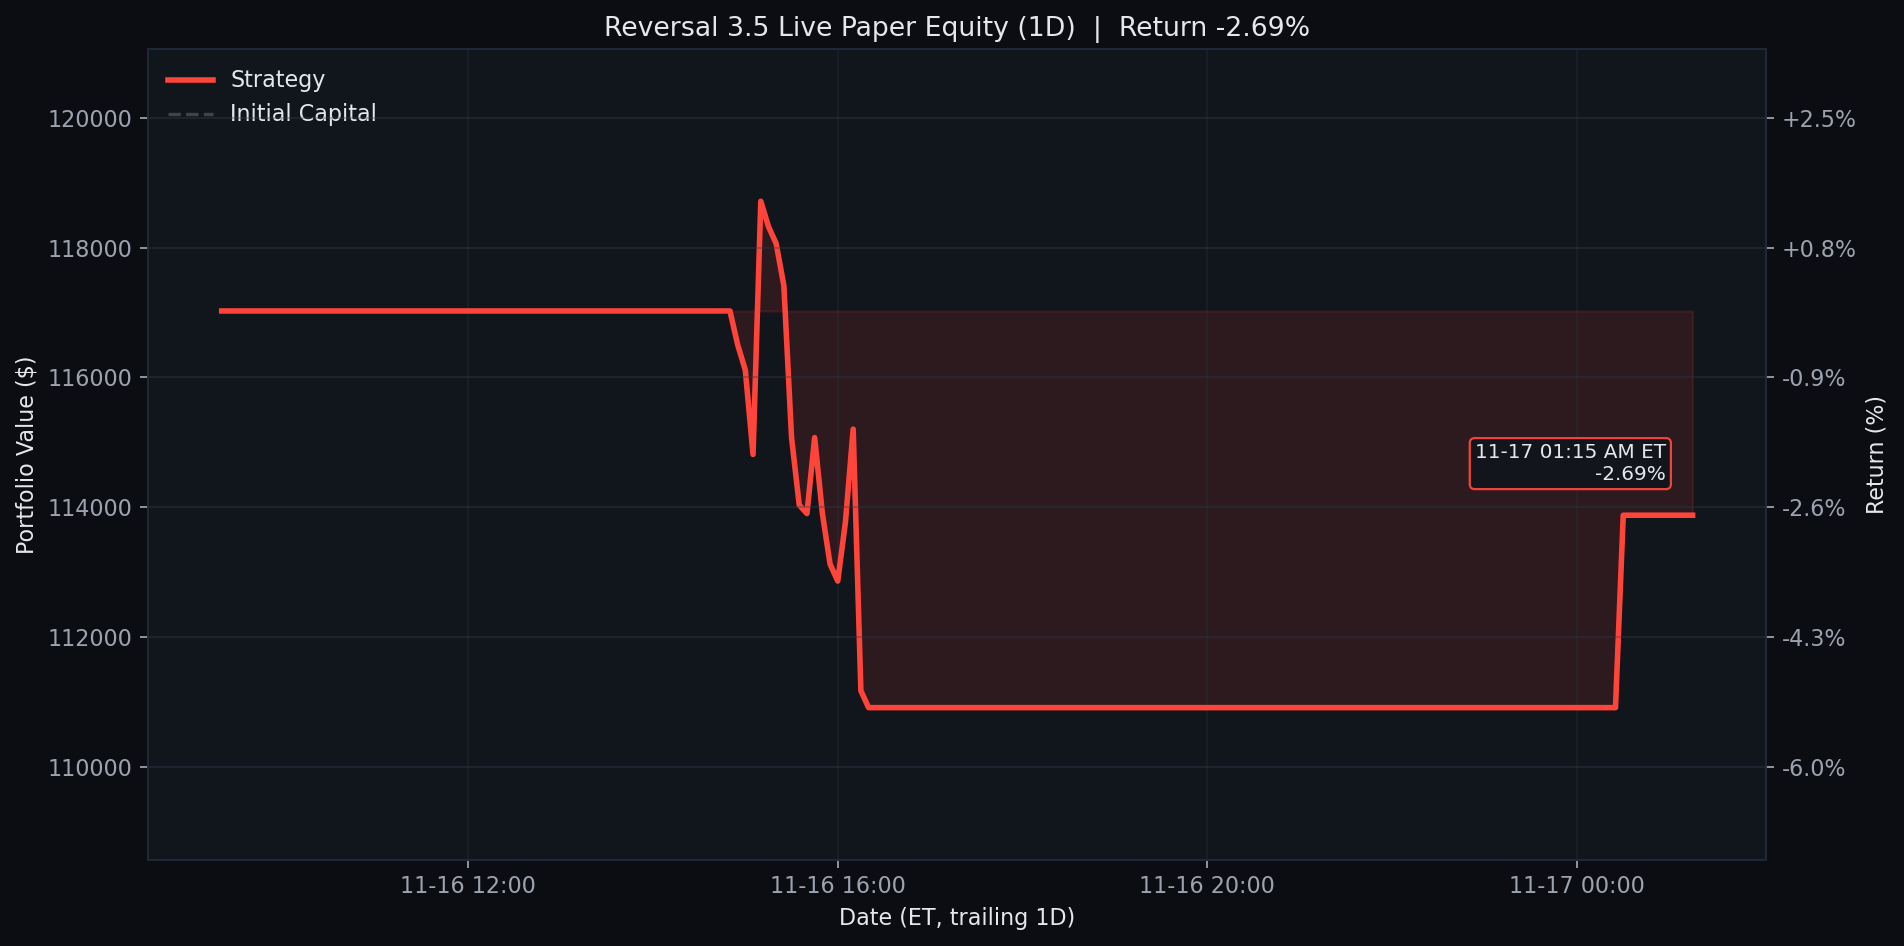 Reversal 3.5 Live Paper Equity (1D)  |  Return -2.69%
Strategy
Initial Capital
Portfolio Value ($)
120000
118000
116000
114000
112000
110000
+2.5%
+0.8%
-0.9%
-2.6%
-4.3%
-6.0%
Return (%)
11-17 01:15 AM ET
-2.69%
11-16 12:00
11-16 16:00
11-16 20:00
11-17 00:00
Date (ET, trailing 1D)